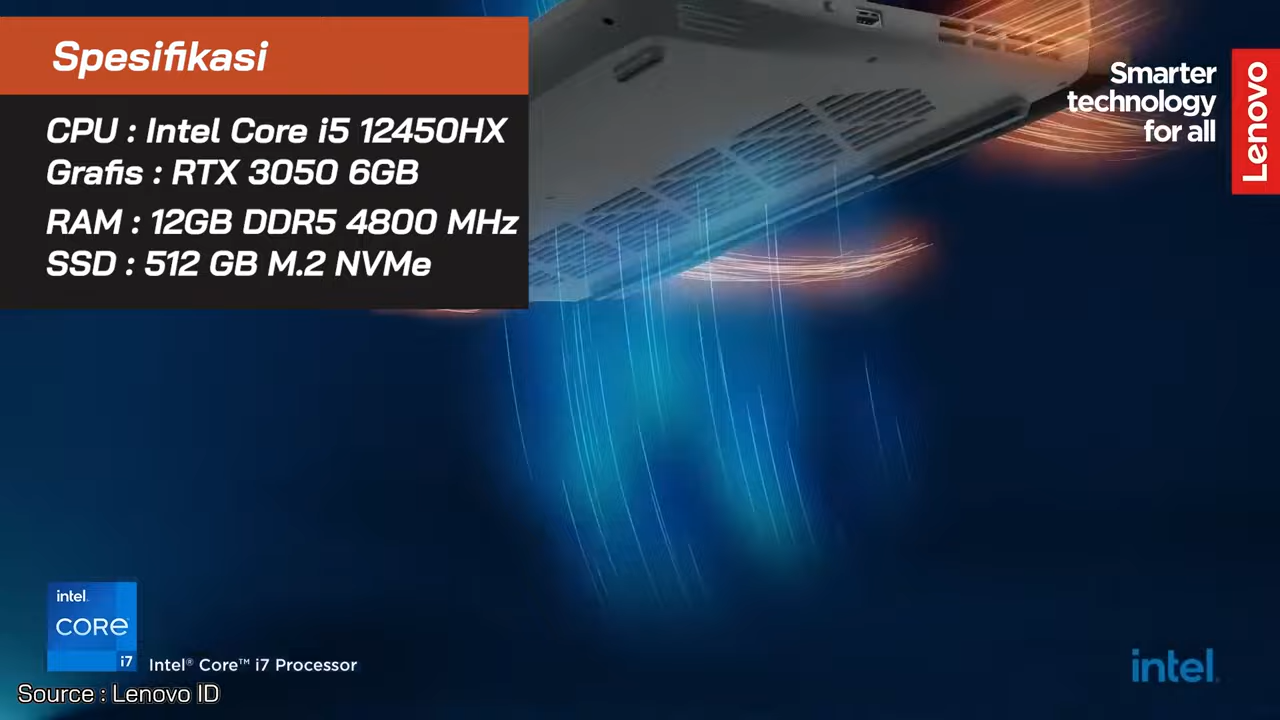 Spesifikasi
CPU : Intel Core i5 12450HX
Grafis : RTX 3050 6GB
RAM : 12GB DDR5 4800 MHz
SSD : 512 GB M.2 NVMe
Smarter
technology
for all
Lenovo
intel.
CORe
i7
Intel® Core™ i7 Processor
Source : Lenovo ID
intel.